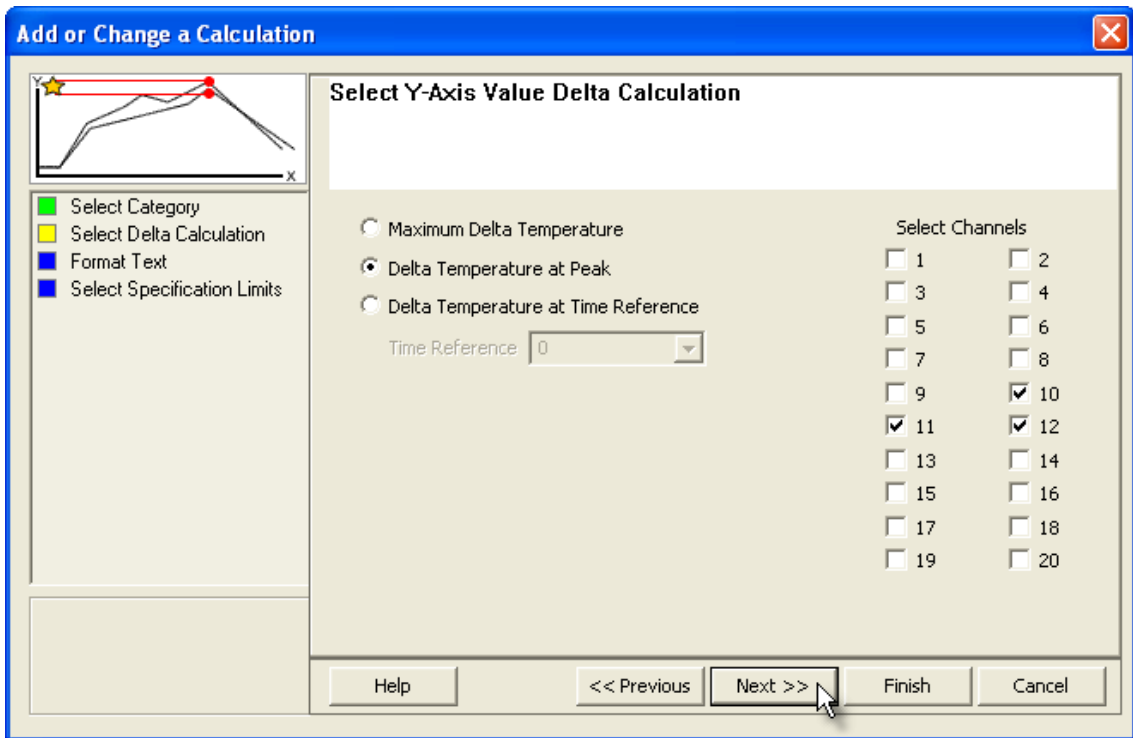 Add or Change a Calculation
Y
X
Select Category
Select Delta Calculation
Format Text
Select Specification Limits
Select Y-Axis Value Delta Calculation
Maximum Delta Temperature
Delta Temperature at Peak
Delta Temperature at Time Reference
Time Reference 0
Select Channels
1 2
3 4
5 6
7 8
9 10
11 12
13 14
15 16
17 18
19 20
Help << Previous Next >> Finish Cancel